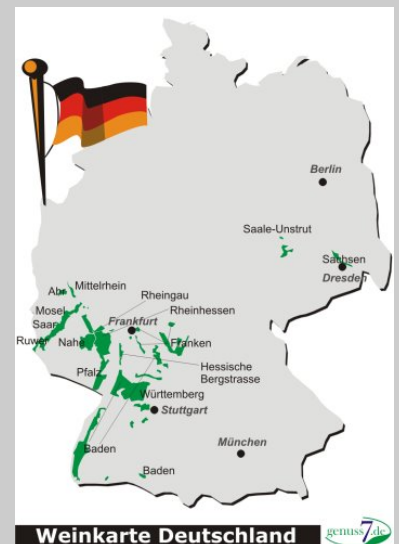 Berlin
Saale-Unstrut
Sachsen
Dresden
Ahr
Mittelrhein
Rheingau
Mosel
Saar
Ruwer
Rheinhessen
Frankfurt
Nahe
Franken
Pfalz
Hessische
Bergstrasse
Württemberg
Stuttgart
Baden
München
Baden
Weinkarte Deutschland
genuss7.de